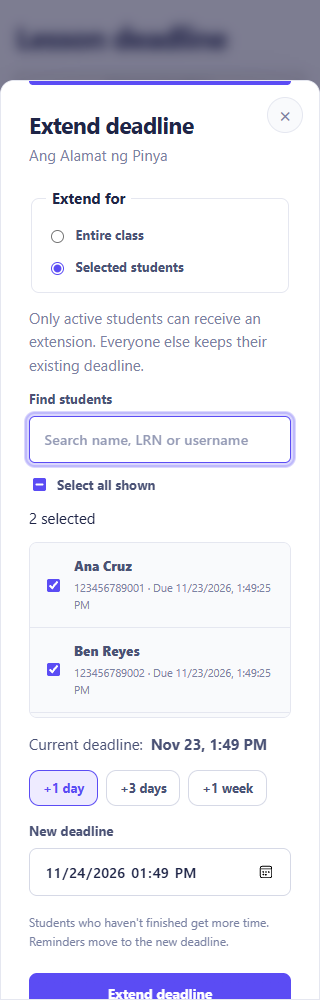 Lesson deadline
Extend deadline
×
Ang Alamat ng Pinya
Extend for
Entire class
Selected students
Only active students can receive an
extension. Everyone else keeps their
existing deadline.
Find students
Search name, LRN or username
Select all shown
2 selected
Ana Cruz
123456789001 · Due 11/23/2026, 1:49:25
PM
Ben Reyes
123456789002 · Due 11/23/2026, 1:49:25
PM
Current deadline: Nov 23, 1:49 PM
+1 day +3 days +1 week
New deadline
11/24/2026 01:49 PM
Students who haven't finished get more time.
Reminders move to the new deadline.
Extend deadline